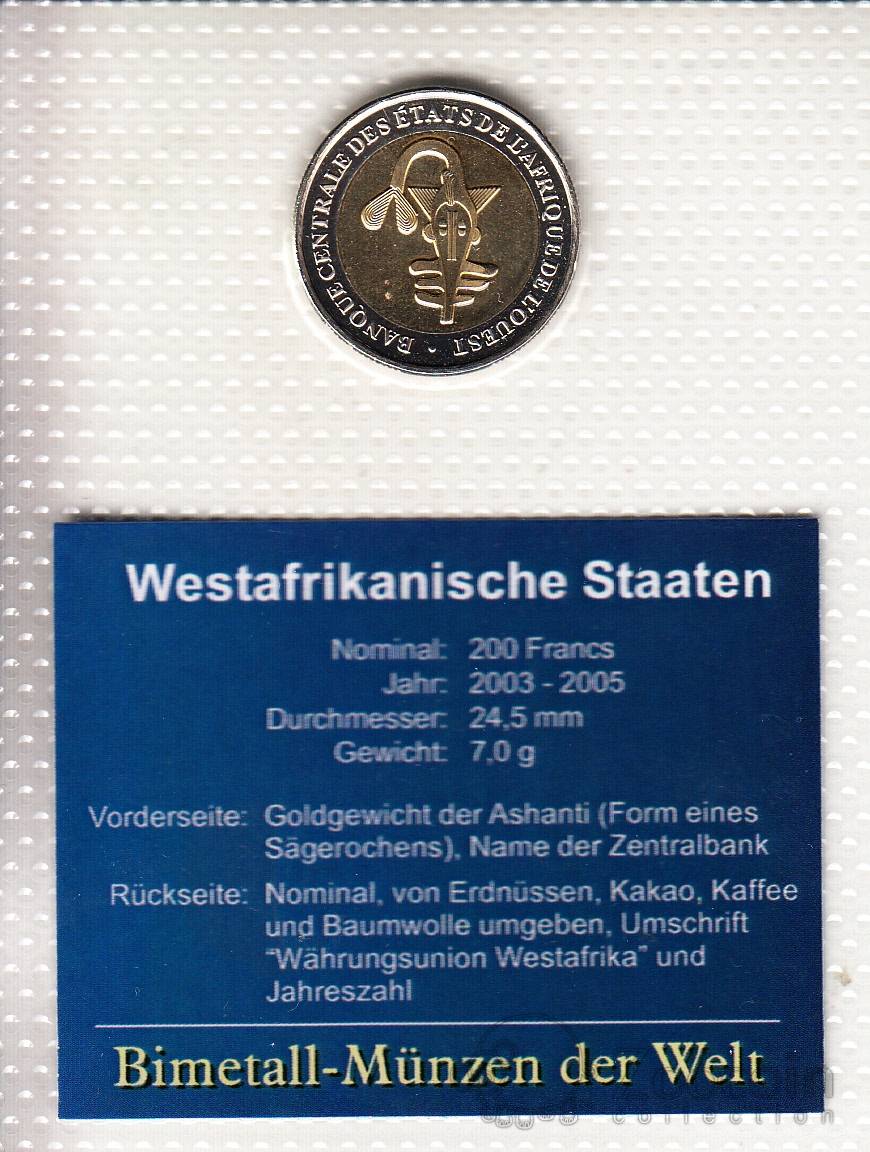 BANQUE CENTRALE DES ÉTATS DE L'AFRIQUE DE L'OUEST ·
Westafrikanische Staaten
Nominal: 200 Francs
Jahr: 2003 - 2005
Durchmesser: 24,5 mm
Gewicht: 7,0 g
Vorderseite: Goldgewicht der Ashanti (Form eines
Sägerochens), Name der Zentralbank
Rückseite: Nominal, von Erdnüssen, Kakao, Kaffee
und Baumwolle umgeben, Umschrift
"Währungsunion Westafrika" und
Jahreszahl
Bimetall-Münzen der Welt
collection